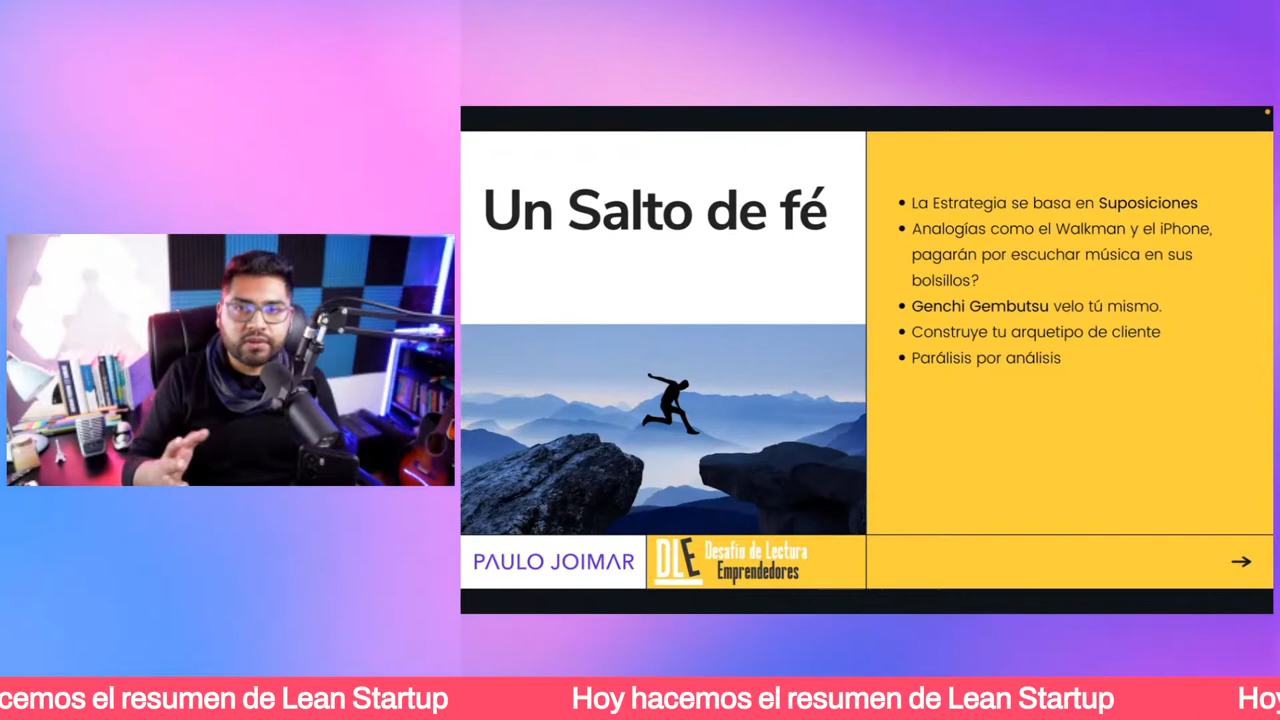 Un Salto de fé
• La Estrategia se basa en Suposiciones
• Analogías como el Walkman y el iPhone,
pagarán por escuchar música en sus
bolsillos?
• Genchi Gembutsu velo tú mismo.
• Construye tu arquetipo de cliente
• Parálisis por análisis
PAULO JOIMAR
DLE Desafío de Lectura
Emprendedores
cemos el resumen de Lean Startup Hoy hacemos el resumen de Lean Startup Hoy